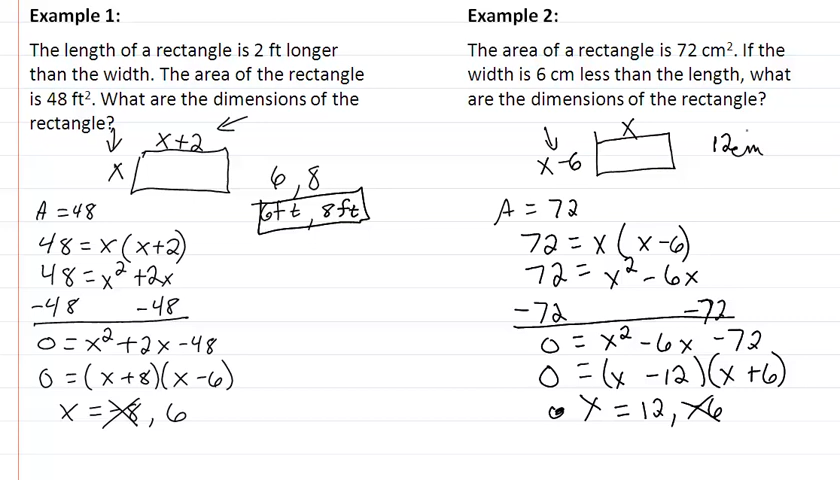 Example 1:
The length of a rectangle is 2 ft longer
than the width. The area of the rectangle
is 48 ft². What are the dimensions of the
rectangle?
x+2
x
6, 8
6ft, 8ft
A = 48
48 = x(x+2)
48 = x² +2x
-48 -48
0 = x² + 2x - 48
0 = (x+8)(x-6)
x = -8, 6
Example 2:
The area of a rectangle is 72 cm². If the
width is 6 cm less than the length, what
are the dimensions of the rectangle?
x
x-6
12cm
A = 72
72 = x(x-6)
72 = x² - 6x
-72 -72
0 = x² - 6x - 72
0 = (x - 12)(x + 6)
x = 12, -6